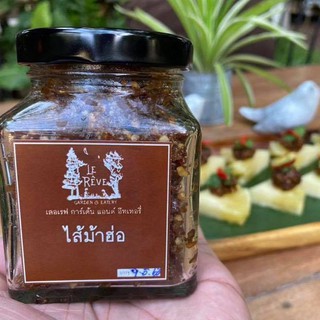 LE
RÊVE
GARDEN & EATERY
เลอแรฟ การ์เด้น แอนด์ อีทเทอรี่
ไส้ม้าฮ่อ